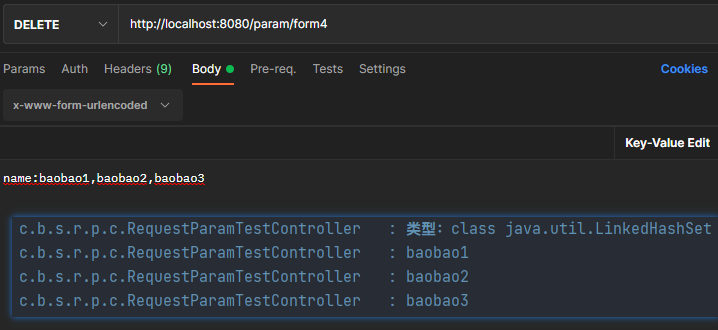 DELETE http://localhost:8080/param/form4
Params Auth Headers (9) Body Pre-req. Tests Settings Cookies
x-www-form-urlencoded
Key-Value Edit
name:baobao1,baobao2,baobao3
c.b.s.r.p.c.RequestParamTestController : 类型：class java.util.LinkedHashSet
c.b.s.r.p.c.RequestParamTestController : baobao1
c.b.s.r.p.c.RequestParamTestController : baobao2
c.b.s.r.p.c.RequestParamTestController : baobao3